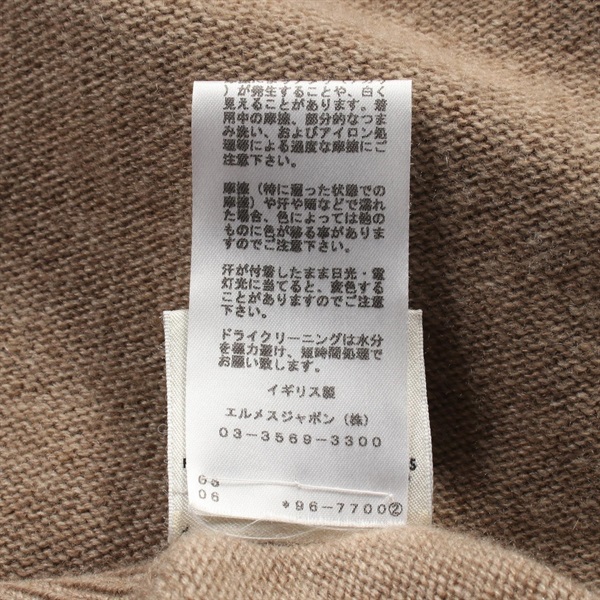 ）が発生することや、白く
見えることがあります。着
用中の摩擦、部分的なつま
み洗い、およびアイロン処
理等による過度な摩擦にご
注意下さい。
摩擦（特に湿った状態での
摩擦）や汗や雨などで濡れ
た場合、色によっては他の
ものに色が移る事がありま
すのでご注意下さい！
汗が付着したまま日光・電
灯光に当てると、変色する
ことがありますのでご注意
下さい。
ドライクリーニングは水分
を極力避け、短時間処理で
お願い致します。
イギリス製
エルメスジャポン（株）
03-3569-3300
S
G5
06
*96-7700②